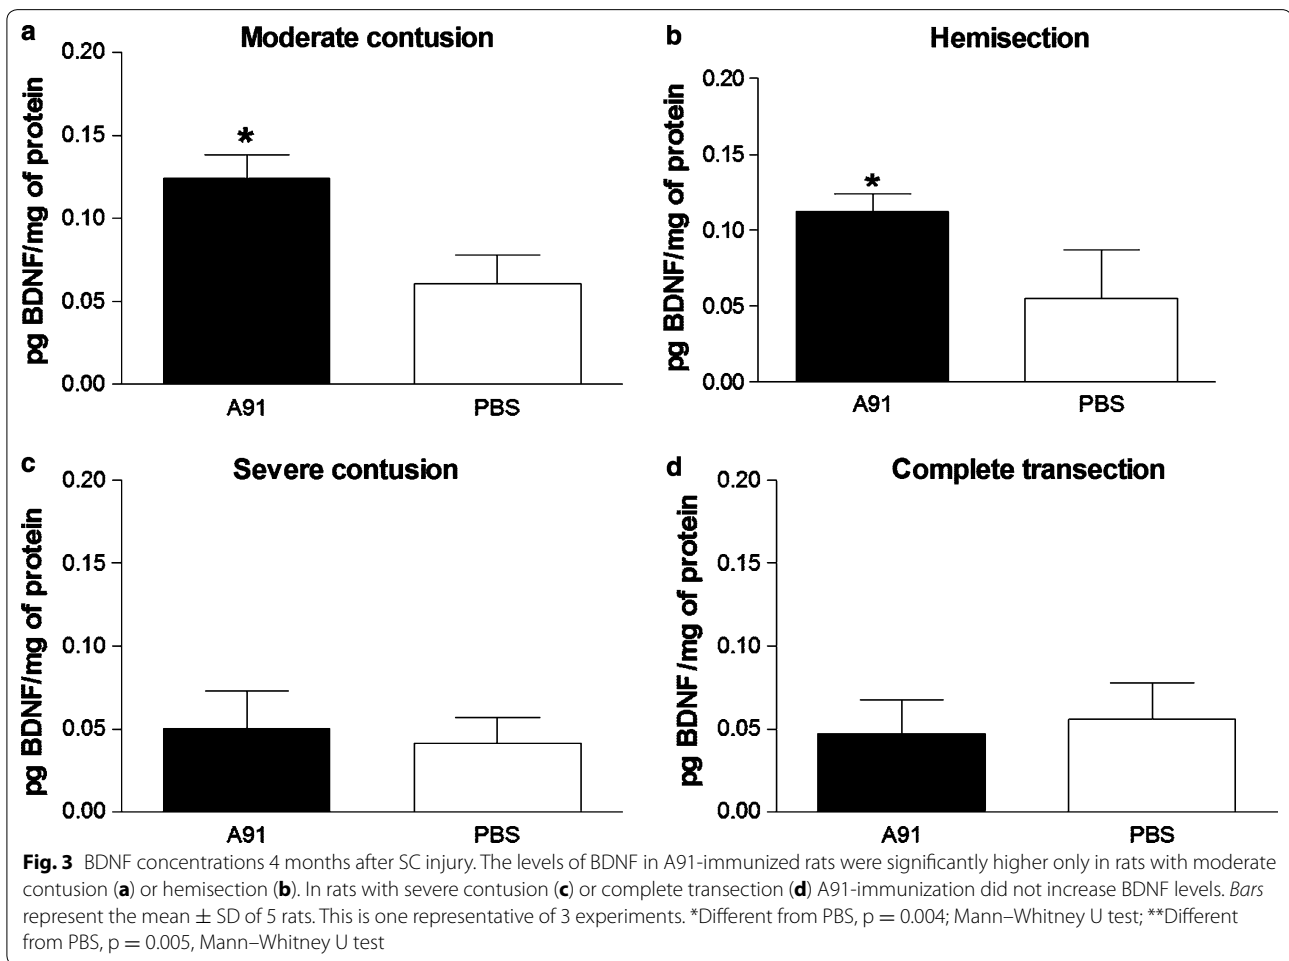 a
Moderate contusion
pg BDNF/mg of protein
0.20
0.15
*
0.10
0.05
0.00
A91
PBS
b
Hemisection
pg BDNF/mg of protein
0.20
0.15
*
0.10
0.05
0.00
A91
PBS
c
Severe contusion
pg BDNF/mg of protein
0.20
0.15
0.10
0.05
0.00
A91
PBS
d
Complete transection
pg BDNF/mg of protein
0.20
0.15
0.10
0.05
0.00
A91
PBS
Fig. 3 BDNF concentrations 4 months after SC injury. The levels of BDNF in A91-immunized rats were significantly higher only in rats with moderate
contusion (a) or hemisection (b). In rats with severe contusion (c) or complete transection (d) A91-immunization did not increase BDNF levels. Bars
represent the mean ± SD of 5 rats. This is one representative of 3 experiments. *Different from PBS, p = 0.004; Mann–Whitney U test; **Different
from PBS, p = 0.005, Mann–Whitney U test